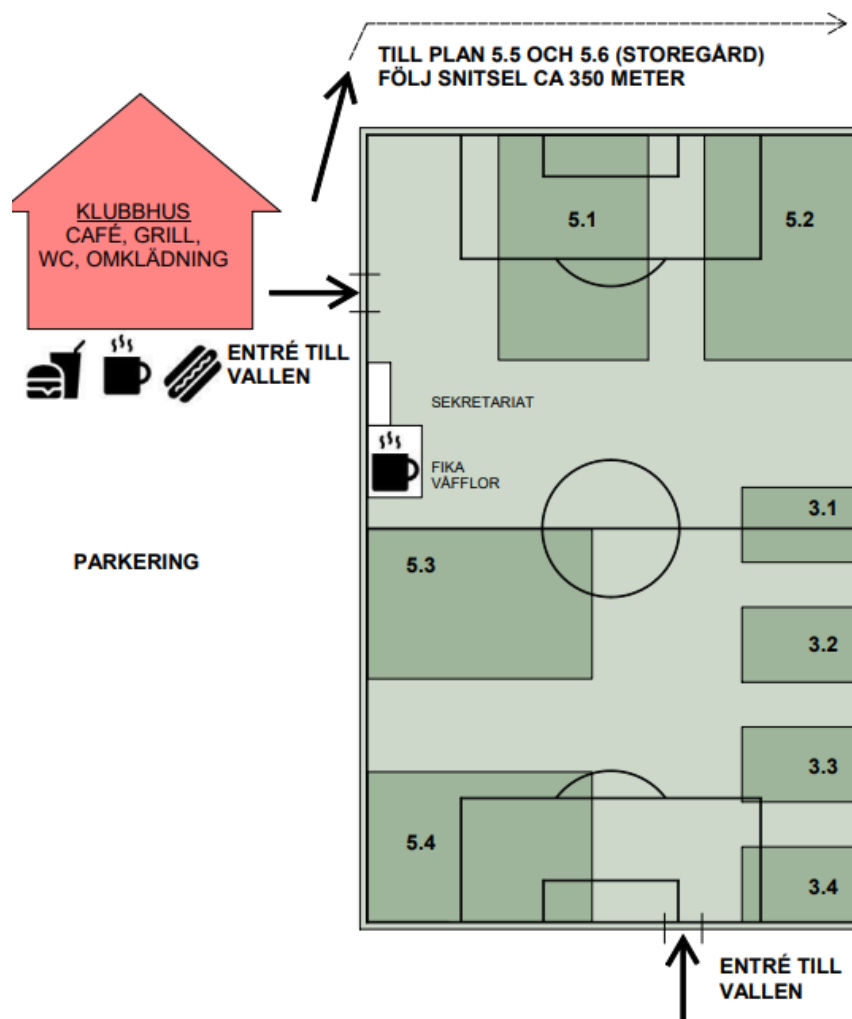 TILL PLAN 5.5 OCH 5.6 (STOREGÅRD)
FÖLJ SNITSEL CA 350 METER
KLUBBHUS
CAFÉ, GRILL,
WC, OMKLÄDNING
5.1
5.2
ENTRÉ TILL
VALLEN
SEKRETARIAT
FIKA
VÅFFLOR
3.1
PARKERING
5.3
3.2
3.3
5.4
3.4
ENTRÉ TILL
VALLEN